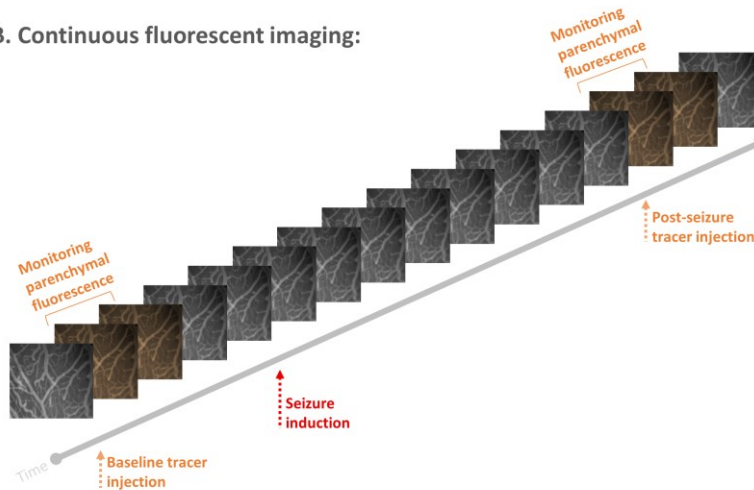 B. Continuous fluorescent imaging:
Monitoring
parenchymal
fluorescence
Post-seizure
tracer injection
Monitoring
parenchymal
fluorescence
Seizure
induction
Time
Baseline tracer
injection